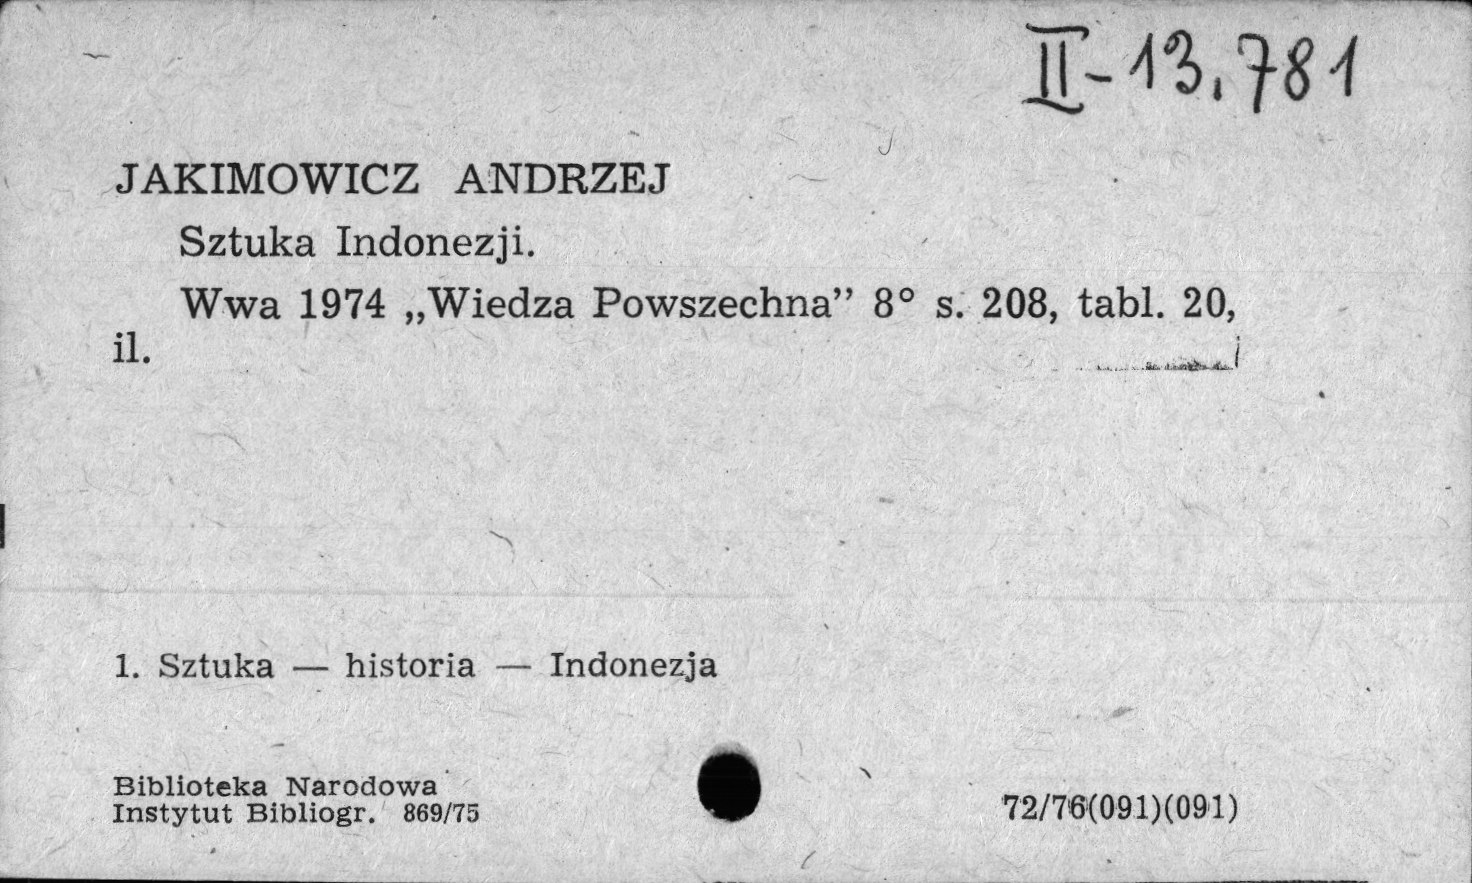 II-13.781
JAKIMOWICZ ANDRZEJ
Sztuka Indonezji.
Wwa 1974 „Wiedza Powszechna” 8° s. 208, tabl. 20,
il.
1. Sztuka — historia — Indonezja
Biblioteka Narodowa
Instytut Bibliogr. 869/75
72/76(091)(091)